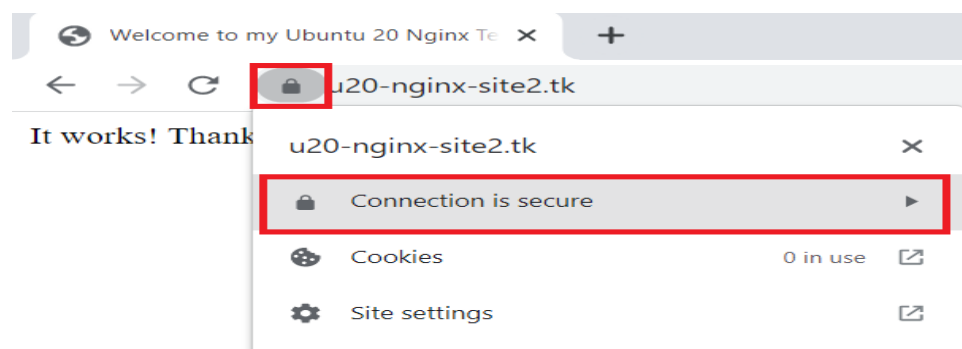 Welcome to my Ubuntu 20 Nginx Te
u20-nginx-site2.tk
It works! Thank
u20-nginx-site2.tk
Connection is secure
Cookies 0 in use
Site settings